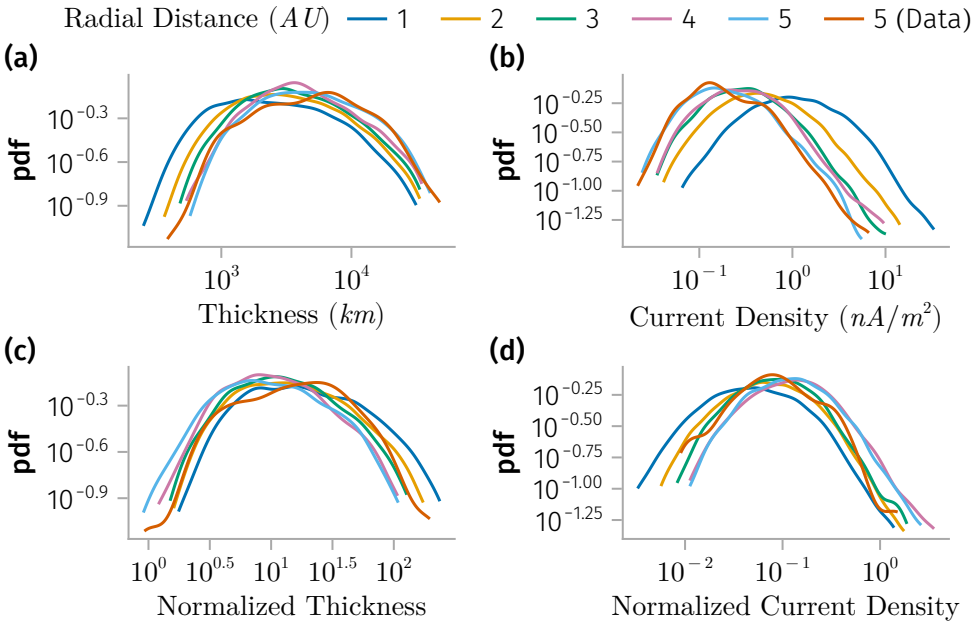 Radial Distance (AU) 1 2 3 4 5 5 (Data)
(a) (b)
pdf 10^-0.3 10^-0.6 10^-0.9
10^3 10^4
Thickness (km)
pdf 10^-0.25 10^-0.50 10^-0.75 10^-1.00 10^-1.25
10^-1 10^0 10^1
Current Density (nA/m^2)
(c) (d)
pdf 10^-0.3 10^-0.6 10^-0.9
10^0 10^0.5 10^1 10^1.5 10^2
Normalized Thickness
pdf 10^-0.25 10^-0.50 10^-0.75 10^-1.00 10^-1.25
10^-2 10^-1 10^0
Normalized Current Density